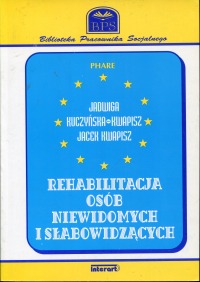 BPS
Biblioteka Pracownika Socjalnego
PHARE
JADWIGA
KUCZYŃSKA-KWAPISZ
JACEK KWAPISZ
REHABILITACJA
OSÓB
NIEWIDOMYCH
I SŁABOWIDZĄCYCH
Interart